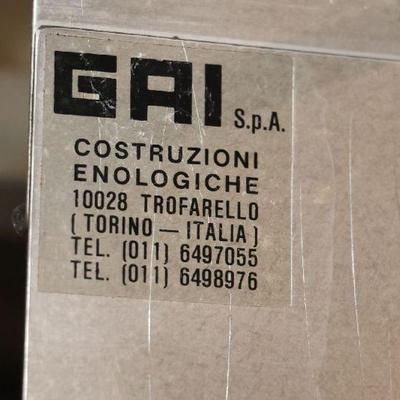 GAI S.p.A.
COSTRUZIONI
ENOLOGICHE
10028 TROFARELLO
(TORINO — ITALIA)
TEL. (011) 6497055
TEL. (011) 6498976